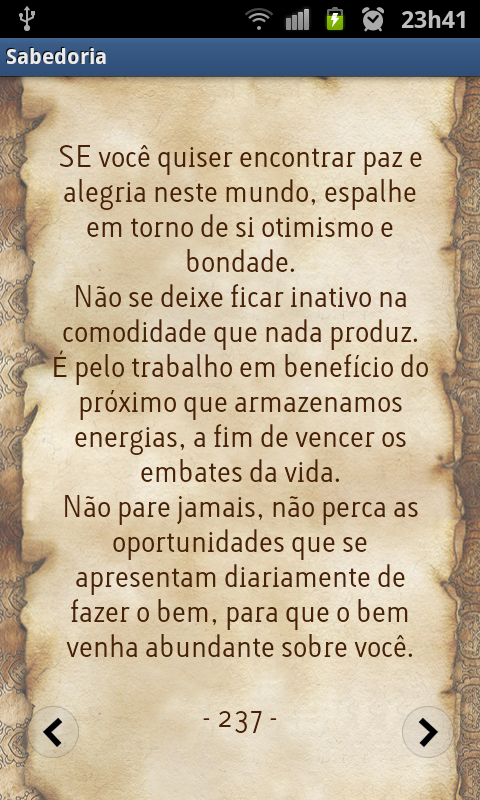 23h41
Sabedoria
SE você quiser encontrar paz e
alegria neste mundo, espalhe
em torno de si otimismo e
bondade.
Não se deixe ficar inativo na
comodidade que nada produz.
É pelo trabalho em benefício do
próximo que armazenamos
energias, a fim de vencer os
embates da vida.
Não pare jamais, não perca as
oportunidades que se
apresentam diariamente de
fazer o bem, para que o bem
venha abundante sobre você.
- 237 -